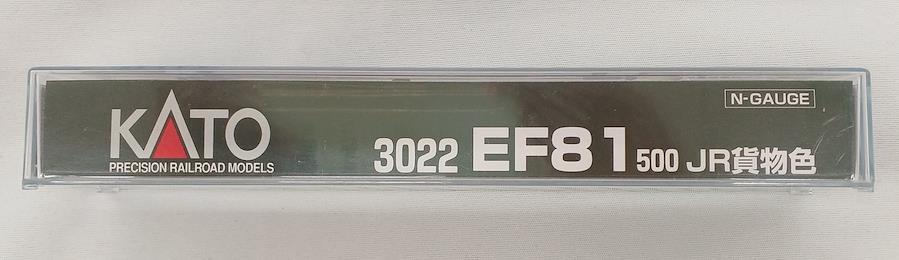 N-GAUGE
KATO
PRECISION RAILROAD MODELS
3022 EF81 500 JR貨物色